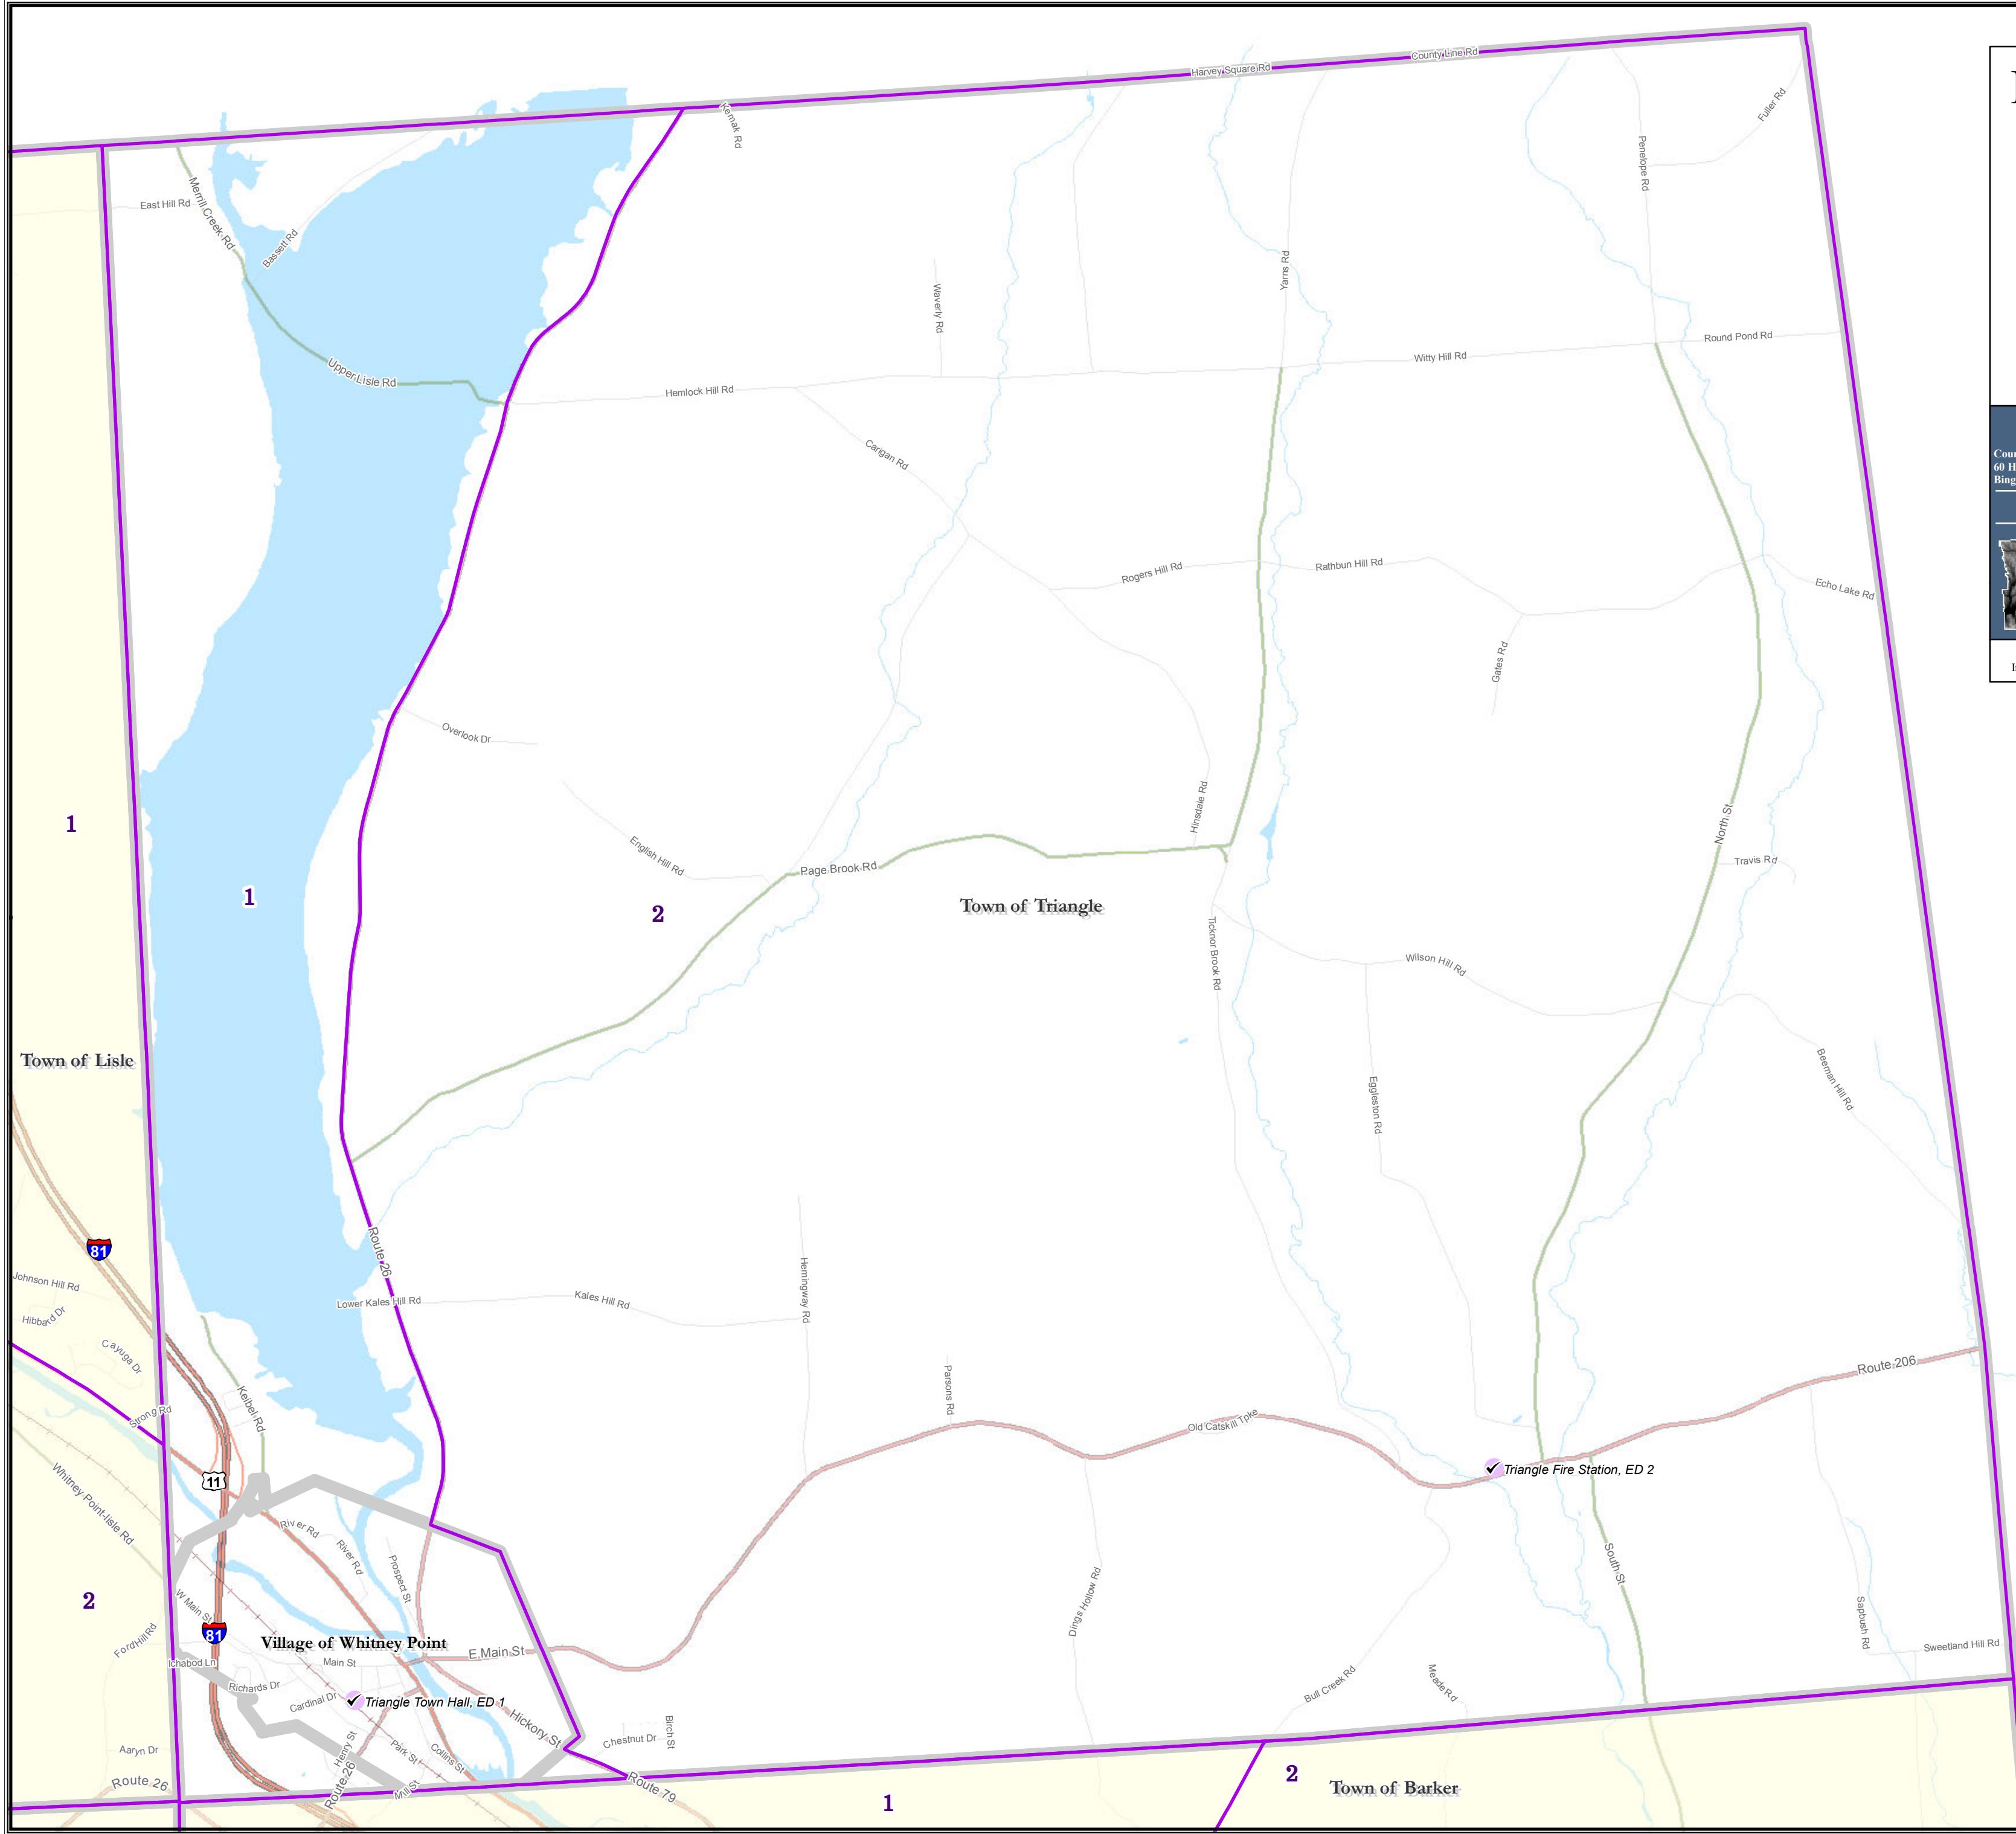 County Line Rd
Harvey Square Rd
Kemak Rd
Fuller Rd
Penelope Rd
East Hill Rd
Merrill Creek Rd
Bassett Rd
Yarns Rd
Waverly Rd
Round Pond Rd
Witty Hill Rd
Upper Lisle Rd
Hemlock Hill Rd
Carigan Rd
60 H
Rogers Hill Rd
Rathbun Hill Rd
Echo Lake Rd
Gates Rd
Overlook Dr
Hinsdale Rd
North St
1
English Hill Rd
Page Brook Rd
Travis Rd
1
2
Town of Triangle
Ticknor Brook Rd
Wilson Hill Rd
Town of Lisle
Beeman Hill Rd
Eggleston Rd
81
Route 26
Johnson Hill Rd
Hibbard Dr
Lower Kales Hill Rd
Kales Hill Rd
Hemingway Rd
Cayuga Dr
Route 206
Parsons Rd
Keibel Rd
Strong Rd
Old Catskill Tpke
Triangle Fire Station, ED 2
11
Whitney Point-lisle Rd
River Rd
River Rd
Prospect St
South St
2
W Main St
Dings Hollow Rd
Sapbush Rd
81
Ford Hill Rd
Village of Whitney Point
E Main St
Sweetland Hill Rd
Ichabod Ln
Main St
Richards Dr
Cardinal Dr
Triangle Town Hall, ED 1
Bull Creek Rd
Meade Rd
Hickory St
Chestnut Dr
Birch St
Aaryn Dr
Henry St
Park St
Collins St
Route 26
Route 26
Mill St
Route 79
2
Town of Barker
1